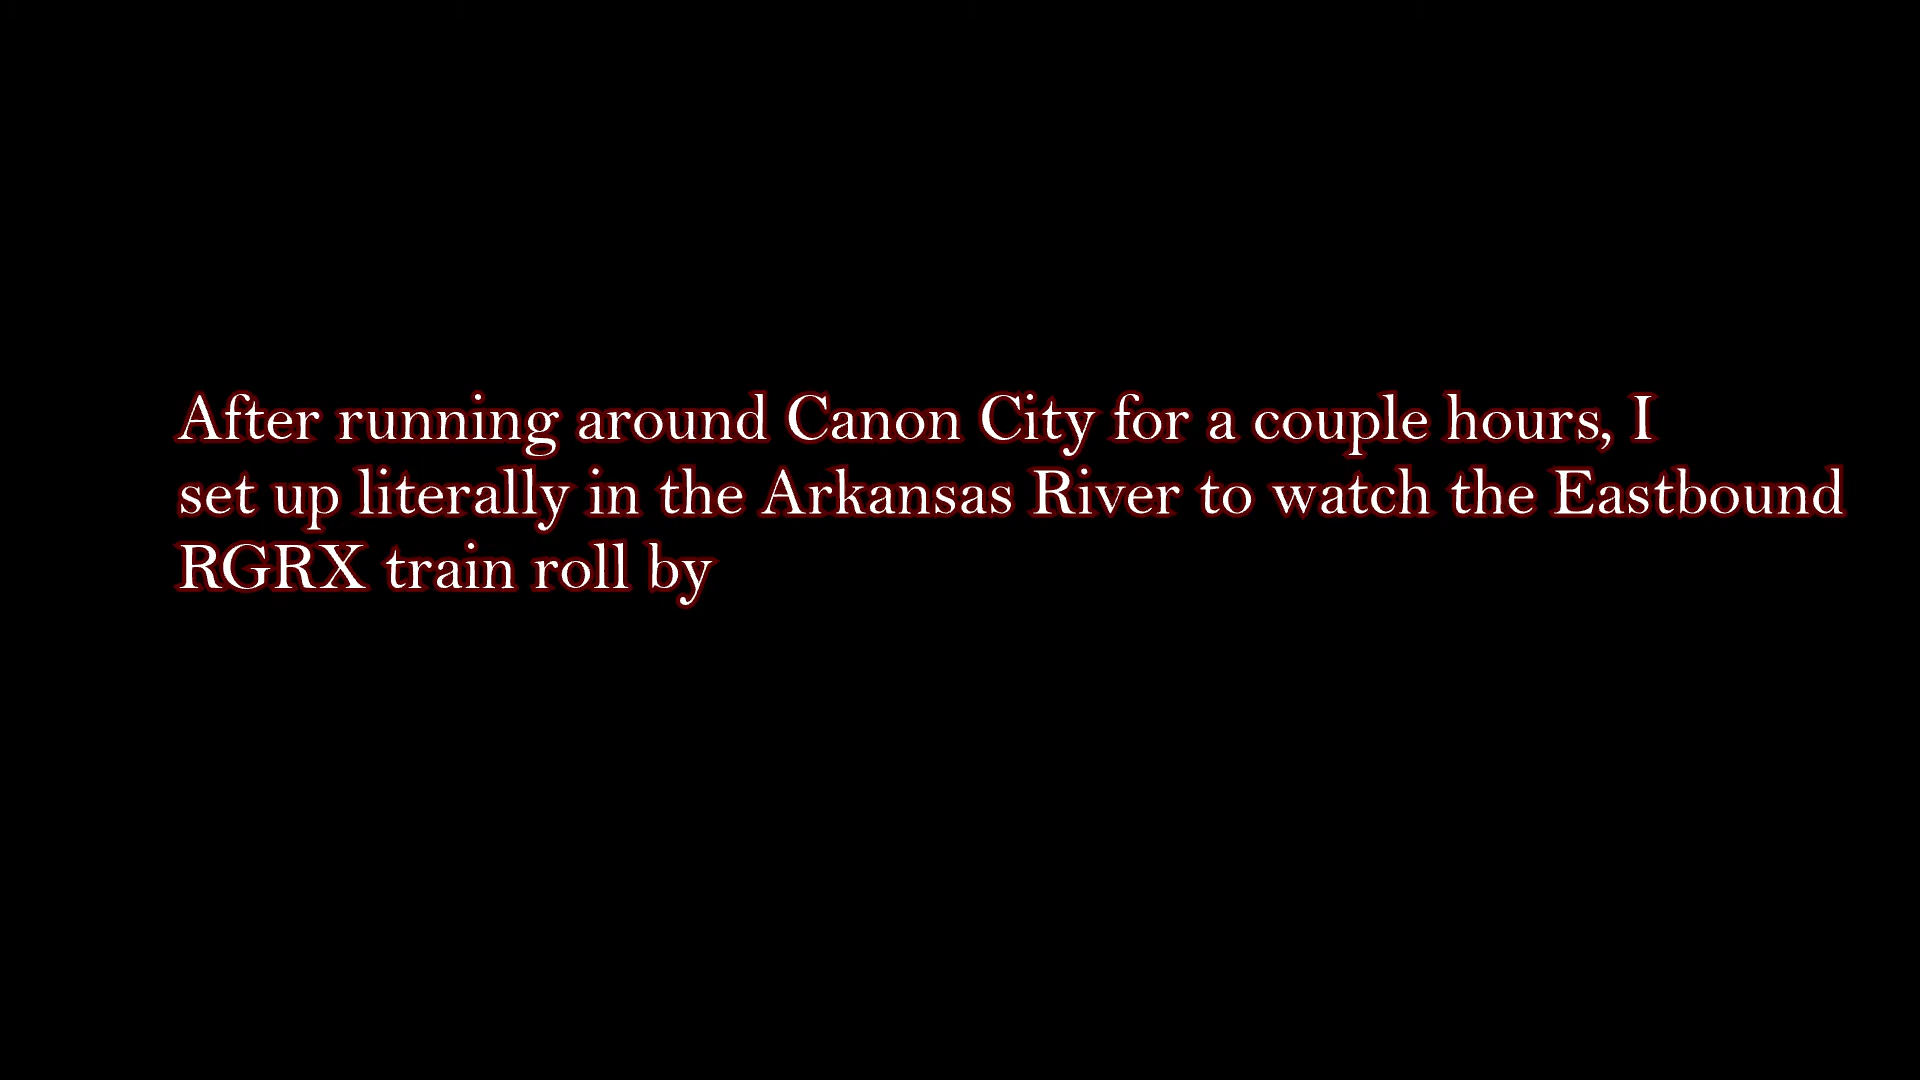 After running around Canon City for a couple hours, I
set up literally in the Arkansas River to watch the Eastbound
RGRX train roll by